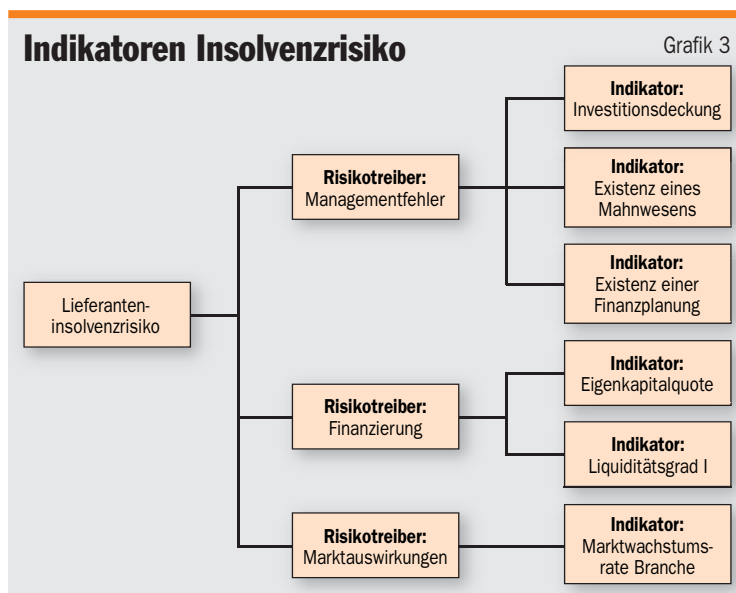 Indikatoren Insolvenzrisiko
Grafik 3
Lieferanten-
insolvenzrisiko
Risikotreiber:
Managementfehler
Indikator:
Investitionsdeckung
Indikator:
Existenz eines
Mahnwesens
Indikator:
Existenz einer
Finanzplanung
Risikotreiber:
Finanzierung
Indikator:
Eigenkapitalquote
Indikator:
Liquiditätsgrad I
Risikotreiber:
Marktauswirkungen
Indikator:
Marktwachstums-
rate Branche